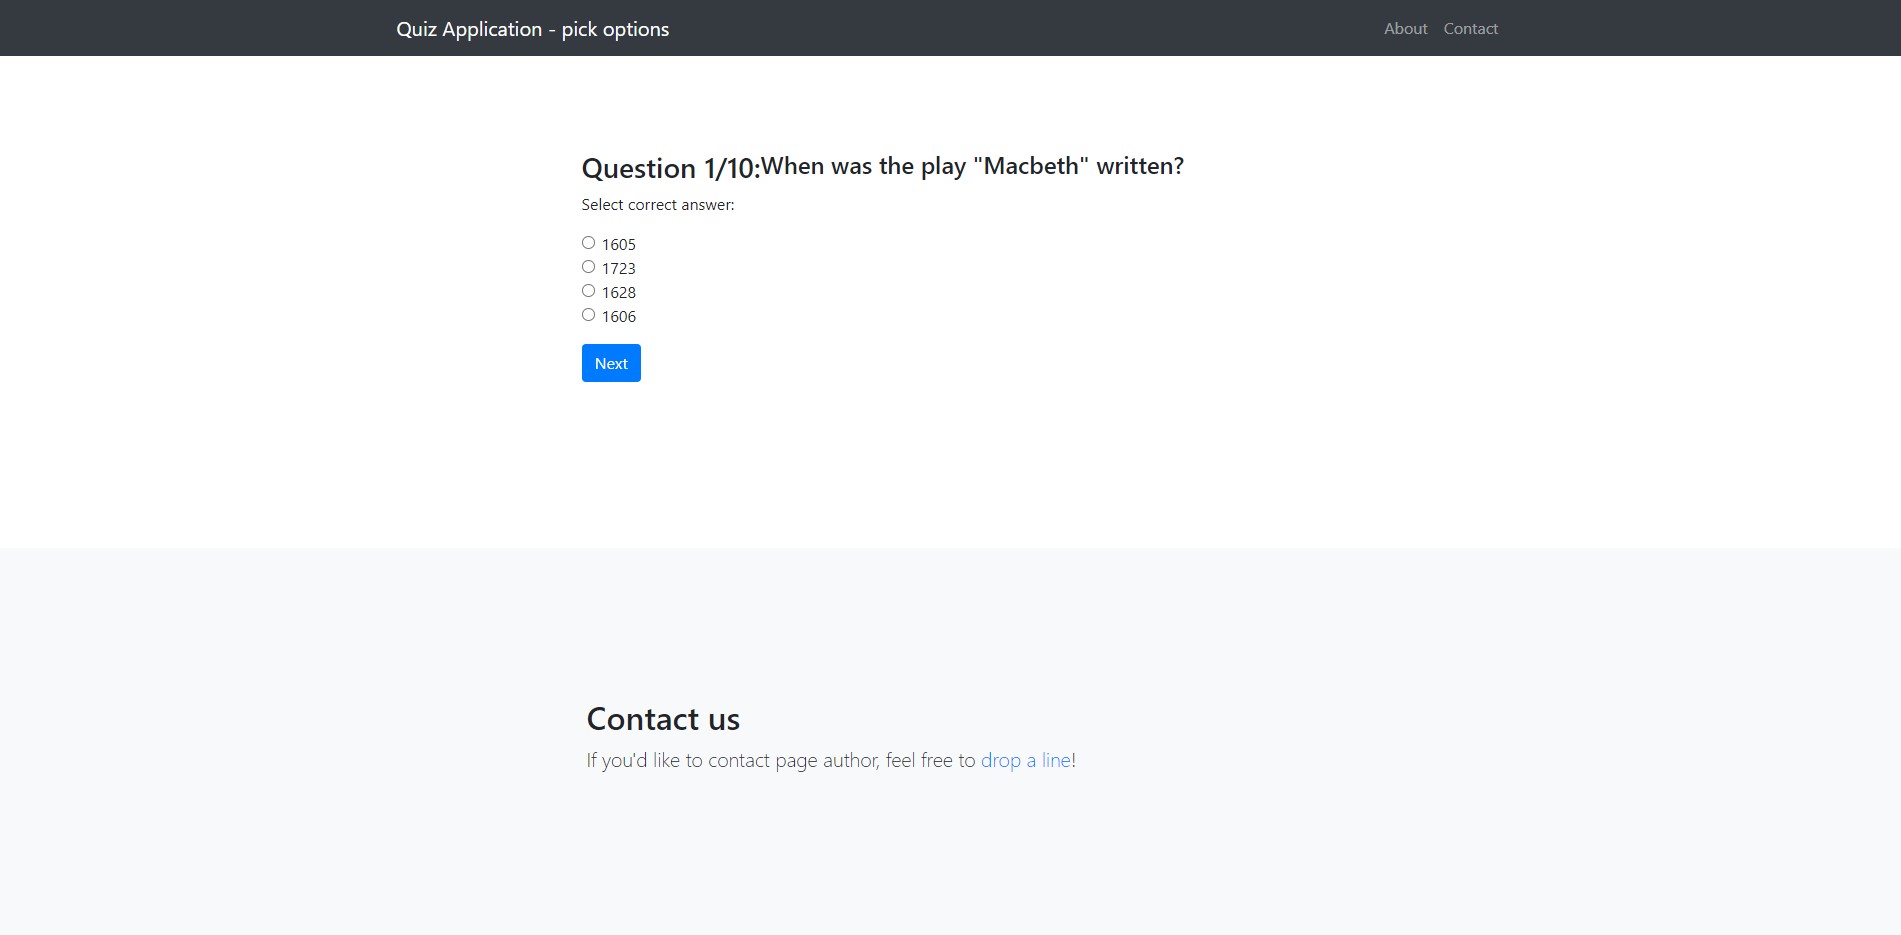 Quiz Application - pick options
About Contact
Question 1/10:When was the play "Macbeth" written?
Select correct answer:
1605
1723
1628
1606
Next
Contact us
If you'd like to contact page author, feel free to drop a line!